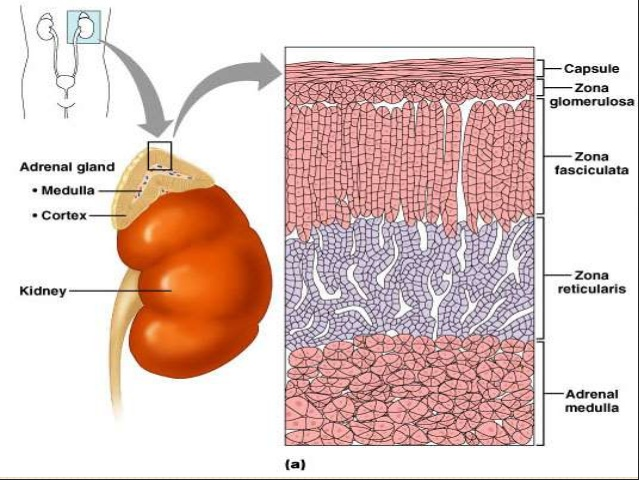 Adrenal gland
• Medulla
• Cortex
Kidney
Capsule
Zona
glomerulosa
Zona
fasciculata
Zona
reticularis
Adrenal
medulla
(a)